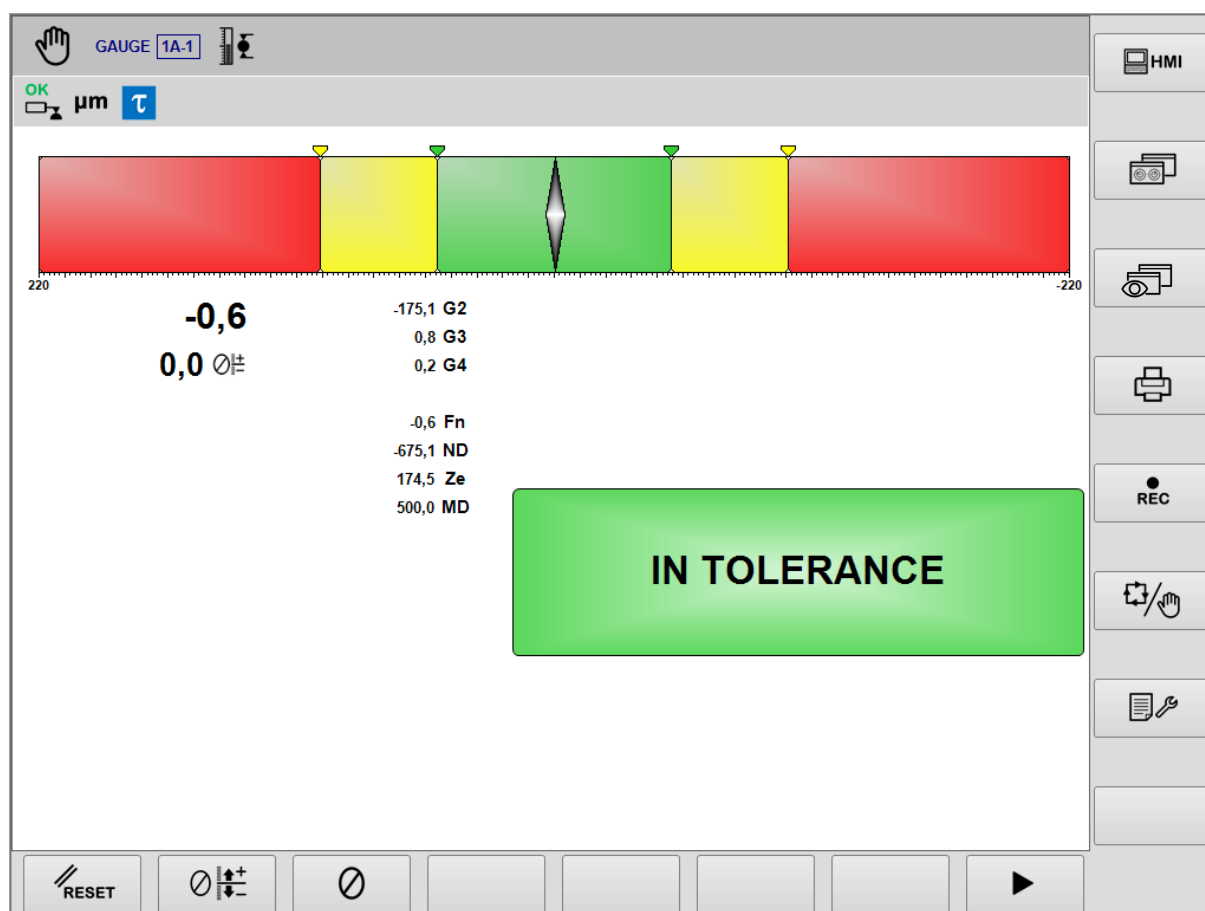 GAUGE 1A-1
HMI
OK
µm τ
220 -220
-0,6
0,0
-175,1 G2
0,8 G3
0,2 G4
-0,6 Fn
-675,1 ND
174,5 Ze
500,0 MD
REC
IN TOLERANCE
RESET
+
-